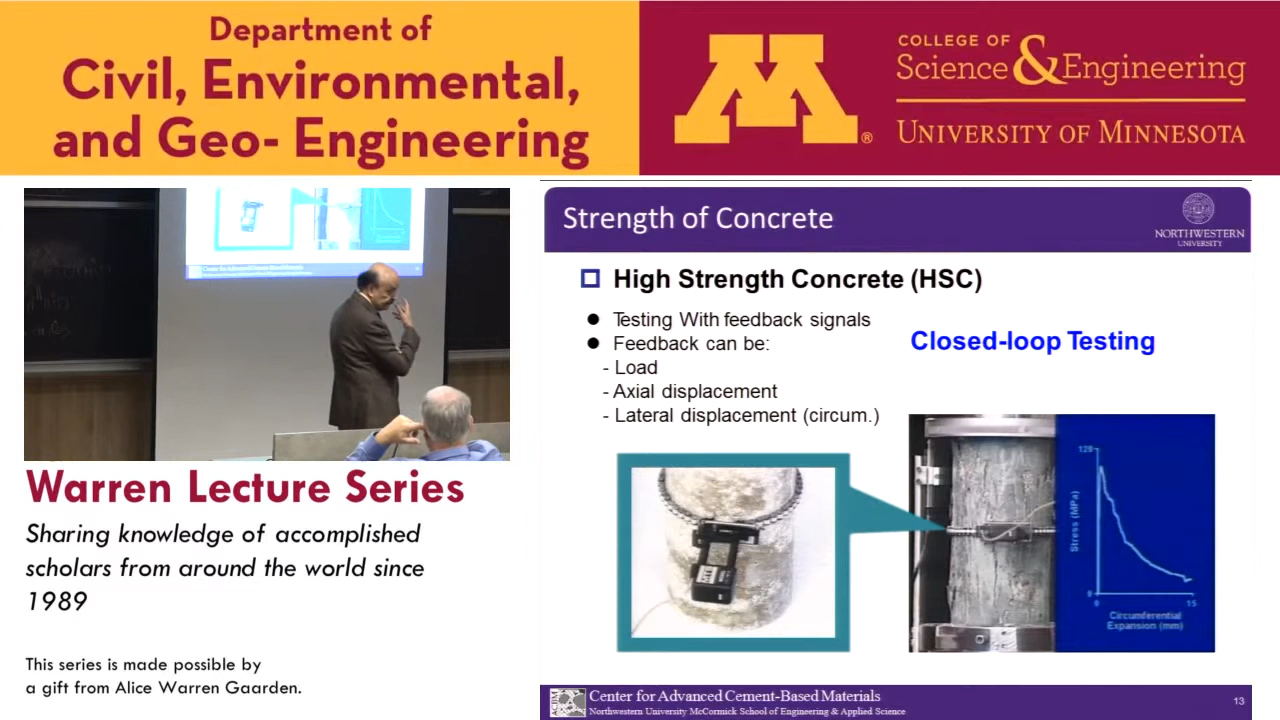 Department of
Civil, Environmental,
and Geo- Engineering
M®
COLLEGE OF
Science & Engineering
UNIVERSITY OF MINNESOTA
Warren Lecture Series
Sharing knowledge of accomplished
scholars from around the world since
1989
This series is made possible by
a gift from Alice Warren Gaarden.
Strength of Concrete
NORTHWESTERN
UNIVERSITY
High Strength Concrete (HSC)
● Testing With feedback signals
● Feedback can be:
- Load
- Axial displacement
- Lateral displacement (circum.)
Closed-loop Testing
Stress (MPa)
0
0 15
Circumferential
Expansion (mm)
Center for Advanced Cement-Based Materials
Northwestern University McCormick School of Engineering & Applied Science
13